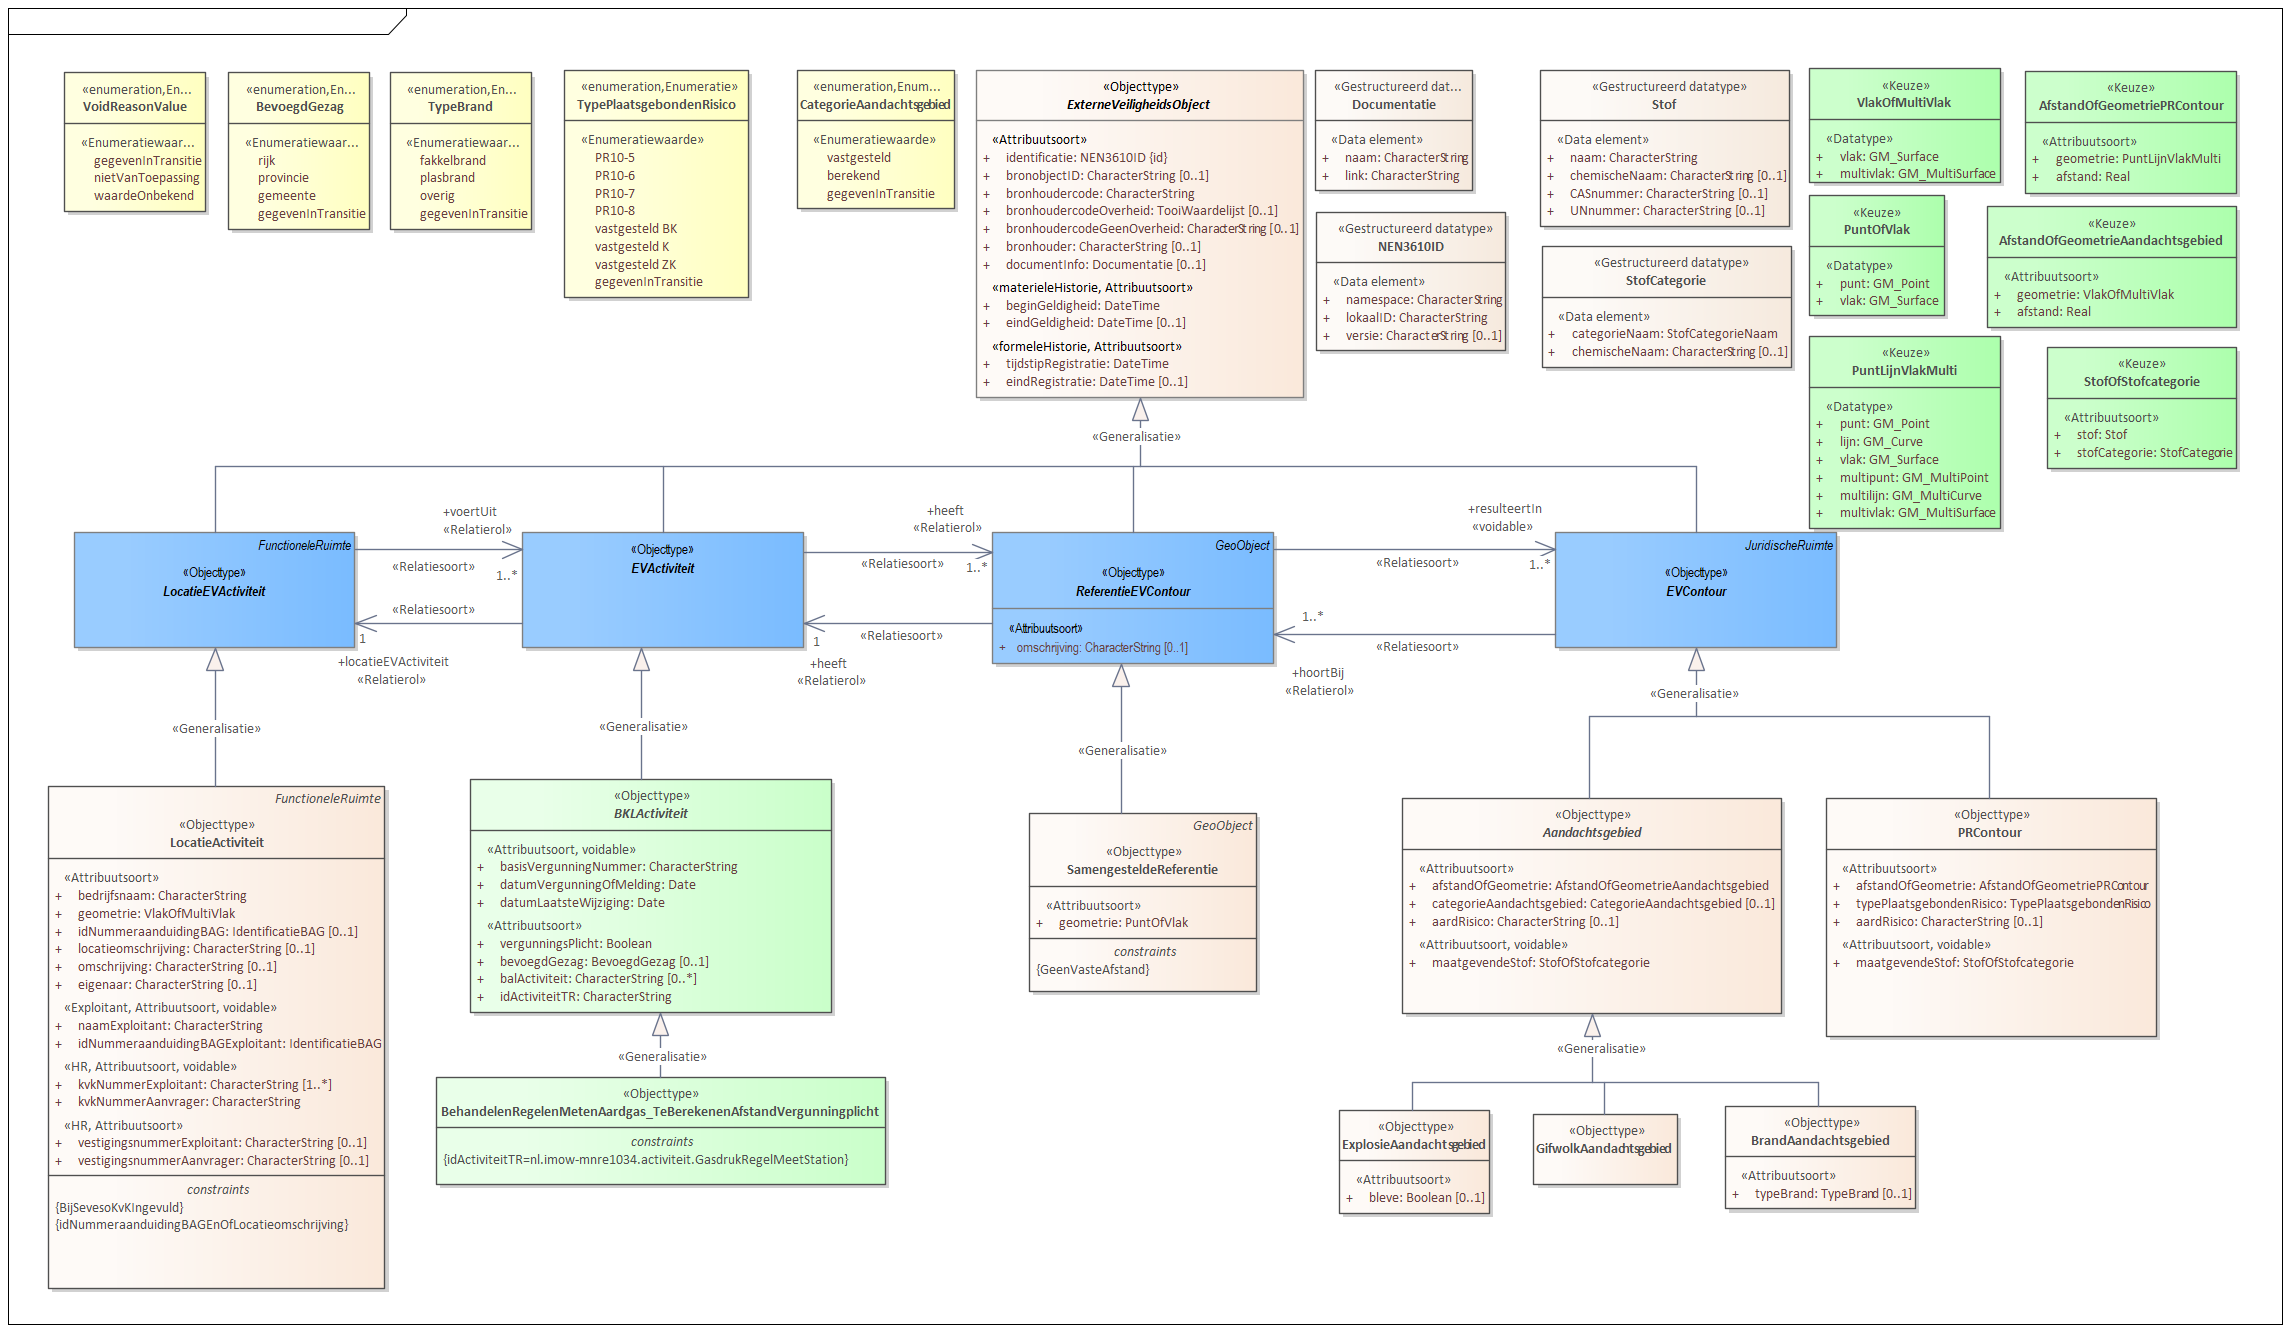 «enumeration,En...
VoidReasonValue
«Enumeratiewaar...
gegevenInTransitie
nietVanToepassing
waardeOnbekend
«enumeration,En...
BevoegdGezag
«Enumeratiewaar...
rijk
provincie
gemeente
gegevenInTransitie
«enumeration,En...
TypeBrand
«Enumeratiewaar...
fakkelbrand
plasbrand
overig
gegevenInTransitie
«enumeration,Enumeratie»
TypePlaatsgebondenRisico
«Enumeratiewaarde»
PR10-5
PR10-6
PR10-7
PR10-8
vastgesteld BK
vastgesteld K
vastgesteld ZK
gegevenInTransitie
«enumeration,Enum...
CategorieAandachtsgebied
«Enumeratiewaarde»
vastgesteld
berekend
gegevenInTransitie
«Objecttype»
ExterneVeiligheidsObject
«Attribuutsoort»
+ identificatie: NEN3610ID {id}
+ bronobjectID: CharacterString [0..1]
+ bronhoudercode: CharacterString
+ bronhoudercodeOverheid: TooiWaardelijst [0..1]
+ bronhoudercodeGeenOverheid: CharacterString [0..1]
+ bronhouder: CharacterString [0..1]
+ documentInfo: Documentatie [0..1]
«materieleHistorie, Attribuutsoort»
+ beginGeldigheid: DateTime
+ eindGeldigheid: DateTime [0..1]
«formeleHistorie, Attribuutsoort»
+ tijdstipRegistratie: DateTime
+ eindRegistratie: DateTime [0..1]
«Gestructureerd dat...
Documentatie
«Data element»
+ naam: CharacterString
+ link: CharacterString
«Gestructureerd datatype»
NEN3610ID
«Data element»
+ namespace: CharacterString
+ lokaalID: CharacterString
+ versie: CharacterString [0..1]
«Gestructureerd datatype»
Stof
«Data element»
+ naam: CharacterString
+ chemischeNaam: CharacterString [0..1]
+ CASnummer: CharacterString [0..1]
+ UNnummer: CharacterString [0..1]
«Gestructureerd datatype»
StofCategorie
«Data element»
+ categorieNaam: StofCategorieNaam
+ chemischeNaam: CharacterString [0..1]
«Keuze»
VlakOfMultiVlak
«Datatype»
+ vlak: GM_Surface
+ multivlak: GM_MultiSurface
«Keuze»
PuntOfVlak
«Datatype»
+ punt: GM_Point
+ vlak: GM_Surface
«Keuze»
PuntLijnVlakMulti
«Datatype»
+ punt: GM_Point
+ lijn: GM_Curve
+ vlak: GM_Surface
+ multipunt: GM_MultiPoint
+ multilijn: GM_MultiCurve
+ multivlak: GM_MultiSurface
«Keuze»
AfstandOfGeometriePRContour
«Attribuutsoort»
+ geometrie: PuntLijnVlakMulti
+ afstand: Real
«Keuze»
AfstandOfGeometrieAandachtsgebied
«Attribuutsoort»
+ geometrie: VlakOfMultiVlak
+ afstand: Real
«Keuze»
StofOfStofcategorie
«Attribuutsoort»
+ stof: Stof
+ stofCategorie: StofCategorie
«Generalisatie»
FunctioneleRuimte
«Objecttype»
LocatieEVActiviteit
+voertUit
«Relatierol»
«Relatiesoort»
1..*
«Relatiesoort»
1
+locatieEVActiviteit
«Relatierol»
«Objecttype»
EVActiviteit
+heeft
«Relatierol»
«Relatiesoort»
1..*
«Relatiesoort»
1
+heeft
«Relatierol»
GeoObject
«Objecttype»
ReferentieEVContour
«Attribuutsoort»
+ omschrijving: CharacterString [0..1]
+resulteertIn
«voidable»
«Relatiesoort»
1..*
1..*
«Relatiesoort»
+hoortBij
«Relatierol»
JuridischeRuimte
«Objecttype»
EVContour
«Generalisatie»
«Generalisatie»
«Generalisatie»
«Generalisatie»
FunctioneleRuimte
«Objecttype»
LocatieActiviteit
«Attribuutsoort»
+ bedrijfsnaam: CharacterString
+ geometrie: VlakOfMultiVlak
+ idNummeraanduidingBAG: IdentificatieBAG [0..1]
+ locatieomschrijving: CharacterString [0..1]
+ omschrijving: CharacterString [0..1]
+ eigenaar: CharacterString [0..1]
«Exploitant, Attribuutsoort, voidable»
+ naamExploitant: CharacterString
+ idNummeraanduidingBAGExploitant: IdentificatieBAG
«HR, Attribuutsoort, voidable»
+ kvkNummerExploitant: CharacterString [1..*]
+ kvkNummerAanvrager: CharacterString
«HR, Attribuutsoort»
+ vestigingsnummerExploitant: CharacterString [0..1]
+ vestigingsnummerAanvrager: CharacterString [0..1]
constraints
{BijSevesoKvKIngevuld}
{idNummeraanduidingBAGEnOfLocatieomschrijving}
«Objecttype»
BKLActiviteit
«Attribuutsoort, voidable»
+ basisVergunningNummer: CharacterString
+ datumVergunningOfMelding: Date
+ datumLaatsteWijziging: Date
«Attribuutsoort»
+ vergunningsPlicht: Boolean
+ bevoegdGezag: BevoegdGezag [0..1]
+ balActiviteit: CharacterString [0..*]
+ idActiviteitTR: CharacterString
«Generalisatie»
«Objecttype»
BehandelenRegelenMetenAardgas_TeBerekenenAfstandVergunningplicht
constraints
{idActiviteitTR=nl.imow-mnre1034.activiteit.GasdrukRegelMeetStation}
GeoObject
«Objecttype»
SamengesteldeReferentie
«Attribuutsoort»
+ geometrie: PuntOfVlak
constraints
{GeenVasteAfstand}
«Objecttype»
Aandachtsgebied
«Attribuutsoort»
+ afstandOfGeometrie: AfstandOfGeometrieAandachtsgebied
+ categorieAandachtsgebied: CategorieAandachtsgebied [0..1]
+ aardRisico: CharacterString [0..1]
«Attribuutsoort, voidable»
+ maatgevendeStof: StofOfStofcategorie
«Objecttype»
PRContour
«Attribuutsoort»
+ afstandOfGeometrie: AfstandOfGeometriePRContour
+ typePlaatsgebondenRisico: TypePlaatsgebondenRisico
+ aardRisico: CharacterString [0..1]
«Attribuutsoort, voidable»
+ maatgevendeStof: StofOfStofcategorie
«Generalisatie»
«Objecttype»
ExplosieAandachtsgebied
«Attribuutsoort»
+ bleve: Boolean [0..1]
«Objecttype»
GifwolkAandachtsgebied
«Objecttype»
BrandAandachtsgebied
«Attribuutsoort»
+ typeBrand: TypeBrand [0..1]